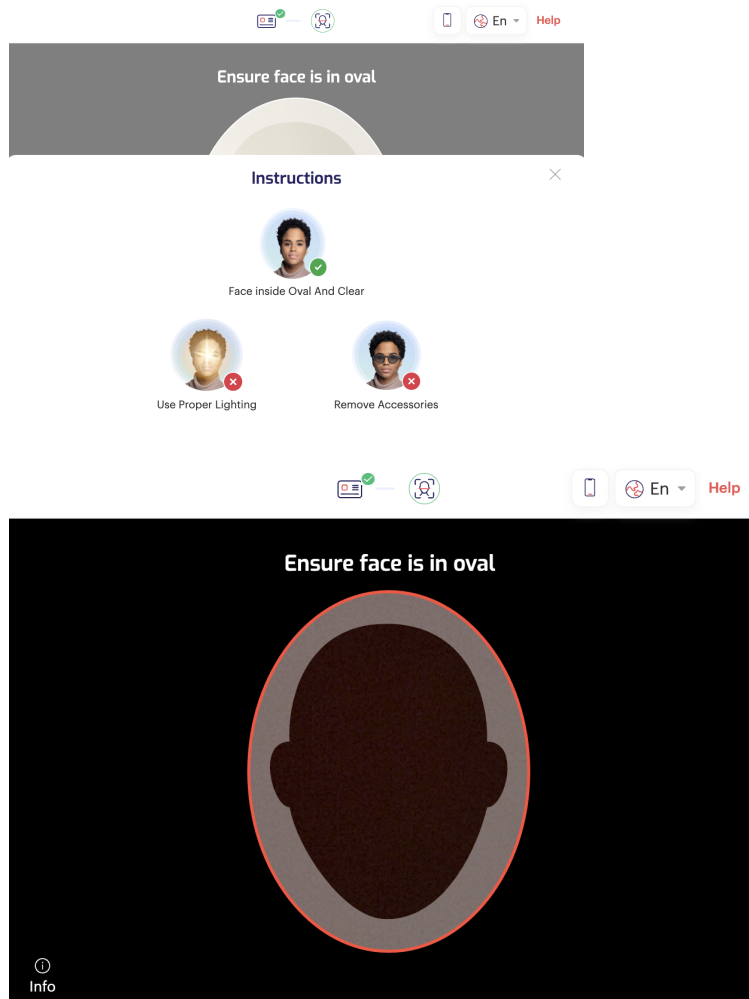 En
Help
Ensure face is in oval
Instructions
Face inside Oval And Clear
Use Proper Lighting
Remove Accessories
En
Help
Ensure face is in oval
Info